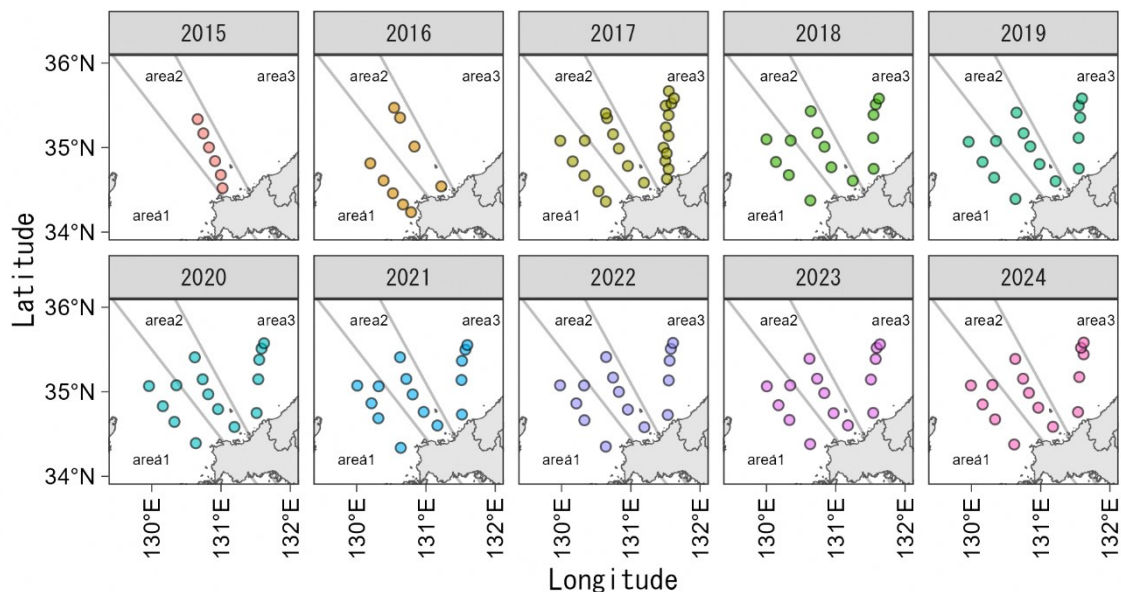 2015 2016 2017 2018 2019
36°N
area2 area3 area2 area3 area2 area3 area2 area3 area2 area3
35°N
area1 area1 area1 area1 area1
34°N
Latitude
2020 2021 2022 2023 2024
36°N
area2 area3 area2 area3 area2 area3 area2 area3 area2 area3
35°N
area1 area1 area1 area1 area1
34°N
130°E 131°E 132°E 130°E 131°E 132°E 130°E 131°E 132°E 130°E 131°E 132°E 130°E 131°E 132°E
Longitude